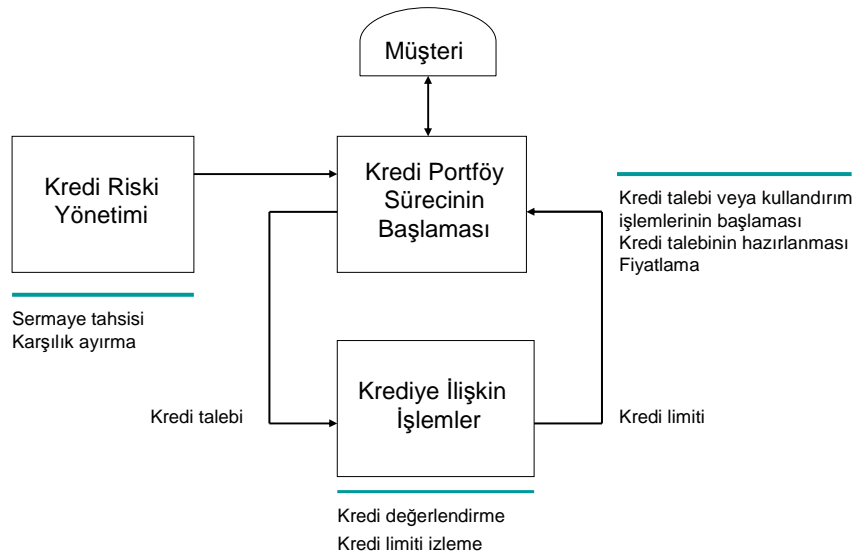 Müşteri
Kredi Riski
Yönetimi
Kredi Portföy
Sürecinin
Başlaması
Kredi talebi veya kullandırım
işlemlerinin başlaması
Kredi talebinin hazırlanması
Fiyatlama
Sermaye tahsisi
Karşılık ayırma
Kredi talebi
Krediye İlişkin
İşlemler
Kredi limiti
Kredi değerlendirme
Kredi limiti izleme